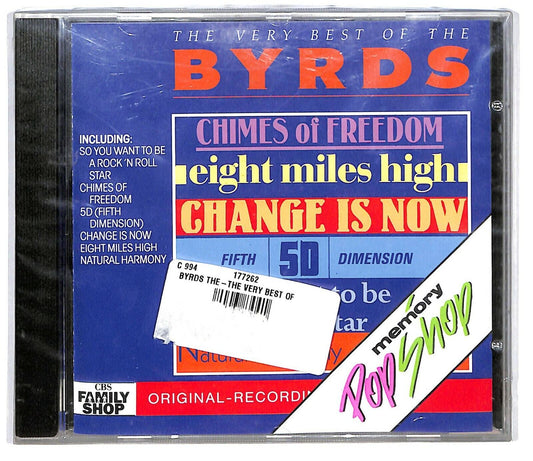 THE VERY BEST OF THE
BYRDS
INCLUDING:
SO YOU WANT TO BE
A ROCK 'N ROLL
STAR
CHIMES OF
FREEDOM
5D (FIFTH
DIMENSION)
CHANGE IS NOW
EIGHT MILES HIGH
NATURAL HARMONY
CHIMES of FREEDOM
eight miles high
CHANGE IS NOW
FIFTH 5D DIMENSION
C 994 177262
BYRDS THE-THE VERY BEST OF
to be
tar
Natu
y
memory
Pop Shop
CBS
FAMILY
SHOP
ORIGINAL-RECORDIN